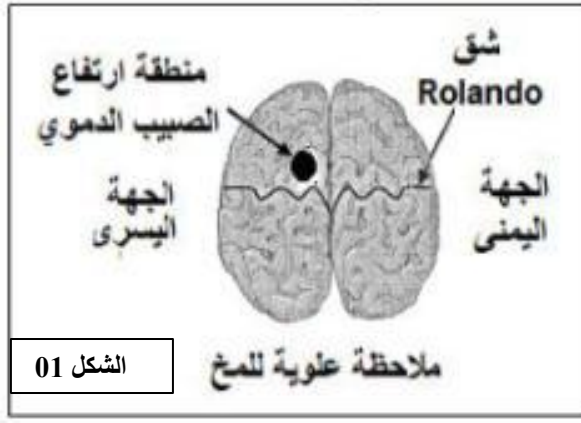 شق
Rolando
منطقة ارتفاع
الصبيب الدموي
الجهة
اليمنى
الجهة
اليسرى
ملاحظة علوية للمخ
الشكل 01